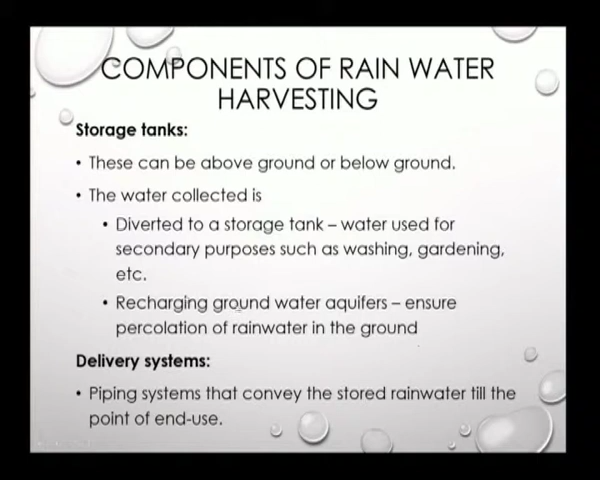 COMPONENTS OF RAIN WATER
HARVESTING
Storage tanks:
• These can be above ground or below ground.
• The water collected is
• Diverted to a storage tank – water used for
secondary purposes such as washing, gardening,
etc.
• Recharging ground water aquifers – ensure
percolation of rainwater in the ground
Delivery systems:
• Piping systems that convey the stored rainwater till the
point of end-use.